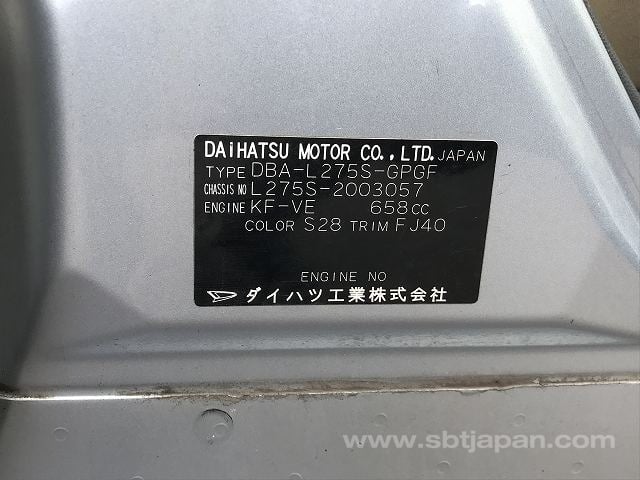 DAiHATSU MOTOR CO., LTD. JAPAN
TYPE DBA-L275S-GPGF
CHASSIS NO L275S-2003057
ENGINE KF-VE 658CC
COLOR S28 TRIM FJ40
ENGINE NO
ダイハツ工業株式会社
www.sbtjapan.com